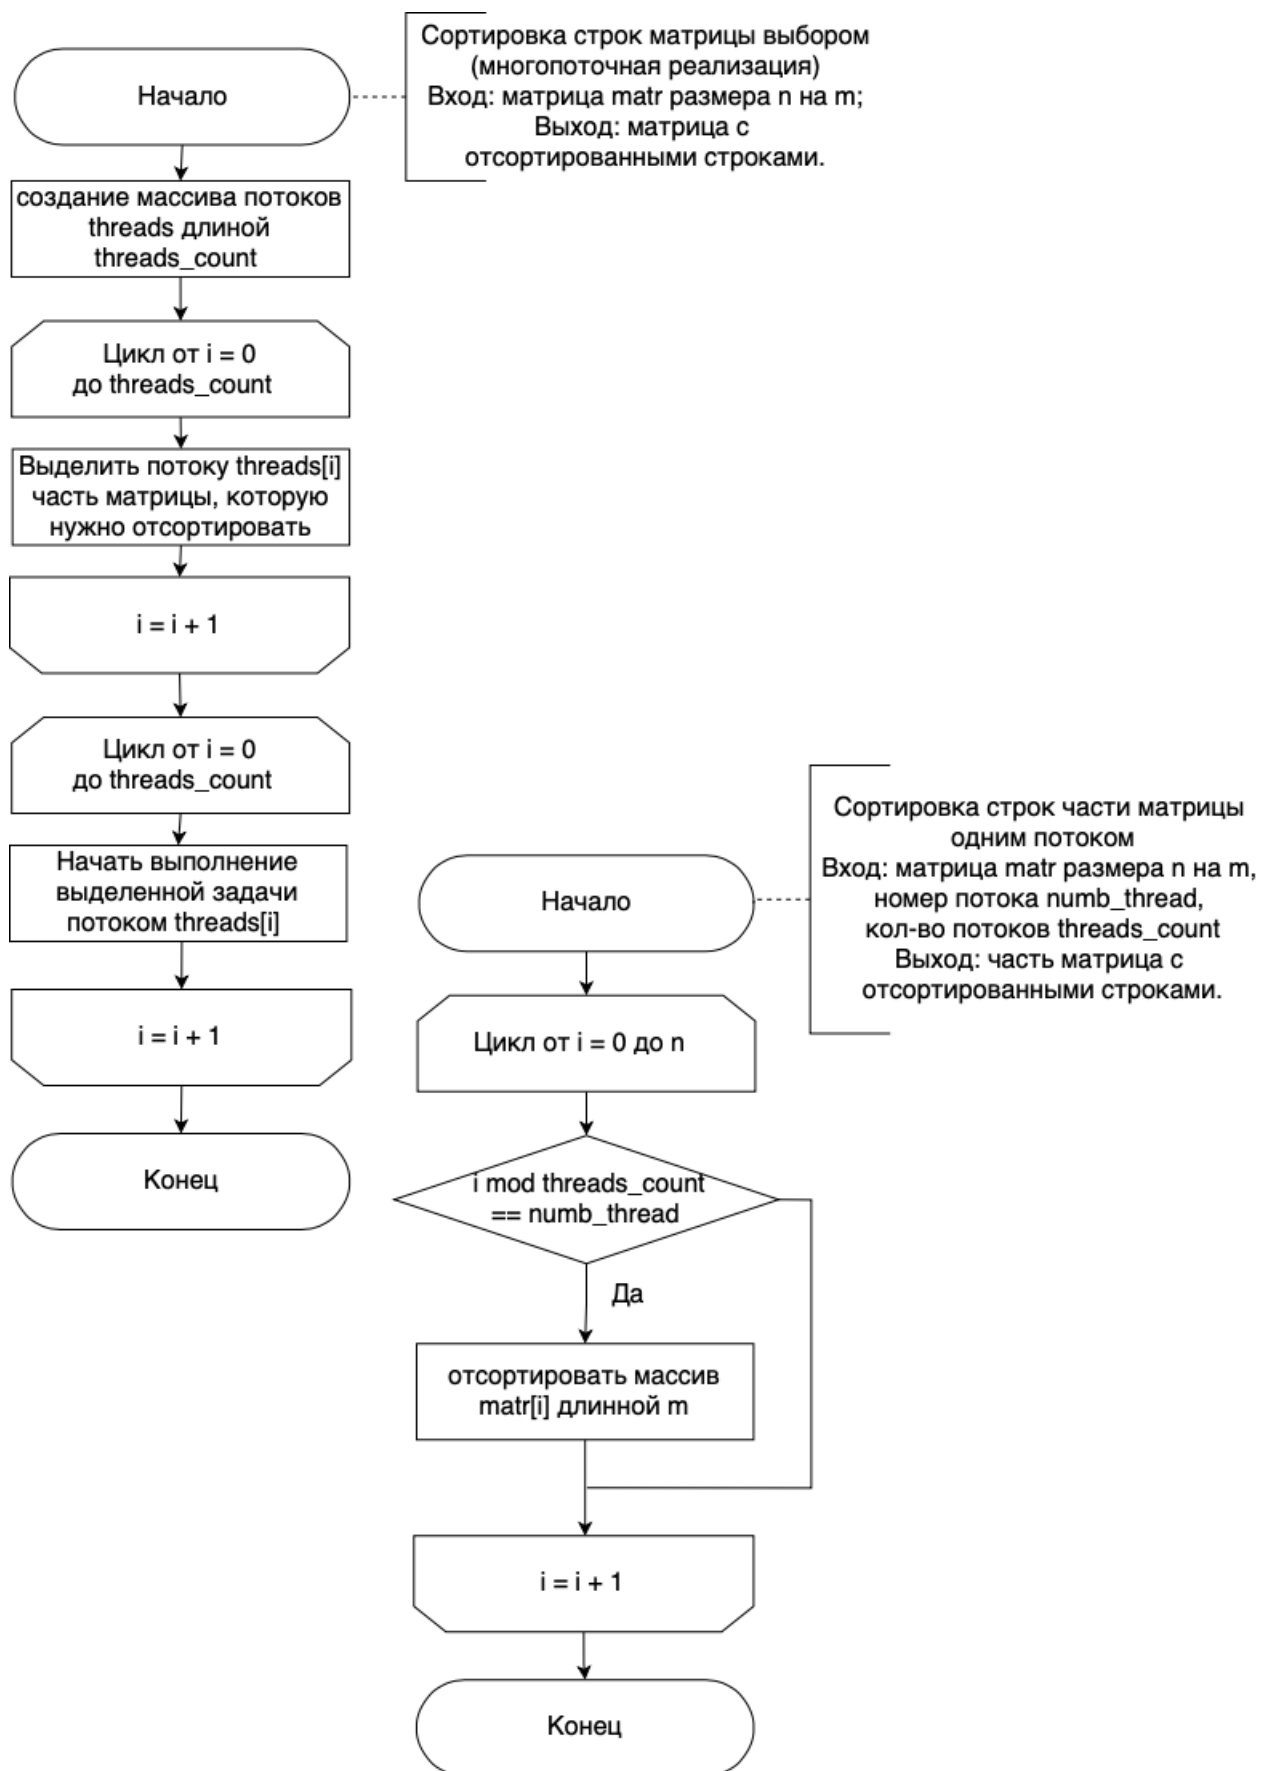 Начало
Сортировка строк матрицы выбором
(многопоточная реализация)
Вход: матрица matr размера n на m;
Выход: матрица с
отсортированными строками.
создание массива потоков
threads длиной
threads_count
Цикл от i = 0
до threads_count
Выделить потоку threads[i]
часть матрицы, которую
нужно отсортировать
i = i + 1
Цикл от i = 0
до threads_count
Начать выполнение
выделенной задачи
потоком threads[i]
i = i + 1
Конец
Начало
Сортировка строк части матрицы
одним потоком
Вход: матрица matr размера n на m,
номер потока numb_thread,
кол-во потоков threads_count
Выход: часть матрица с
отсортированными строками.
Цикл от i = 0 до n
i mod threads_count
== numb_thread
Да
отсортировать массив
matr[i] длинной m
i = i + 1
Конец